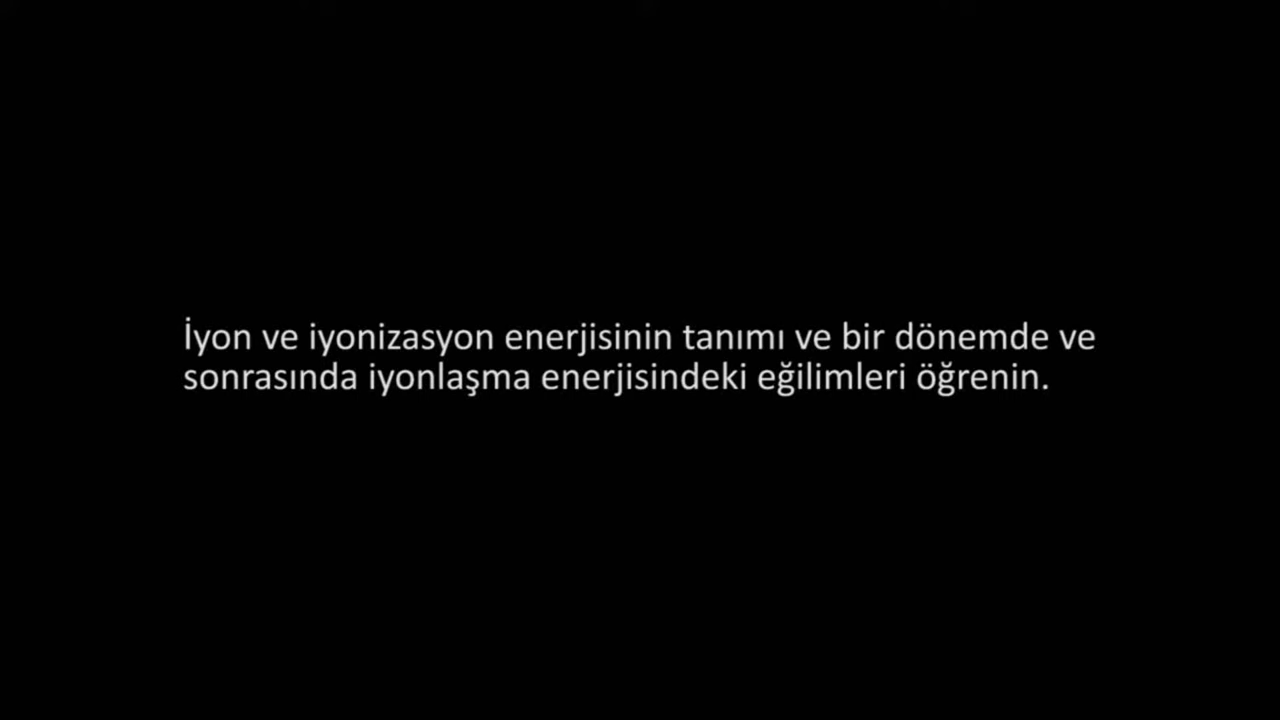 İyon ve iyonizasyon enerjisinin tanımı ve bir dönemde ve
sonrasında iyonlaşma enerjisindeki eğilimleri öğrenin.